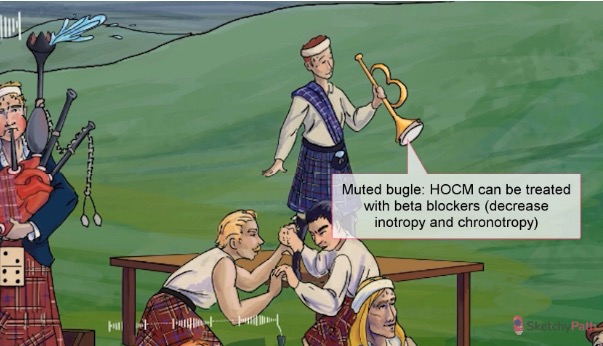 Muted bugle: HOCM can be treated
with beta blockers (decrease
inotropy and chronotropy)
SketchyPath